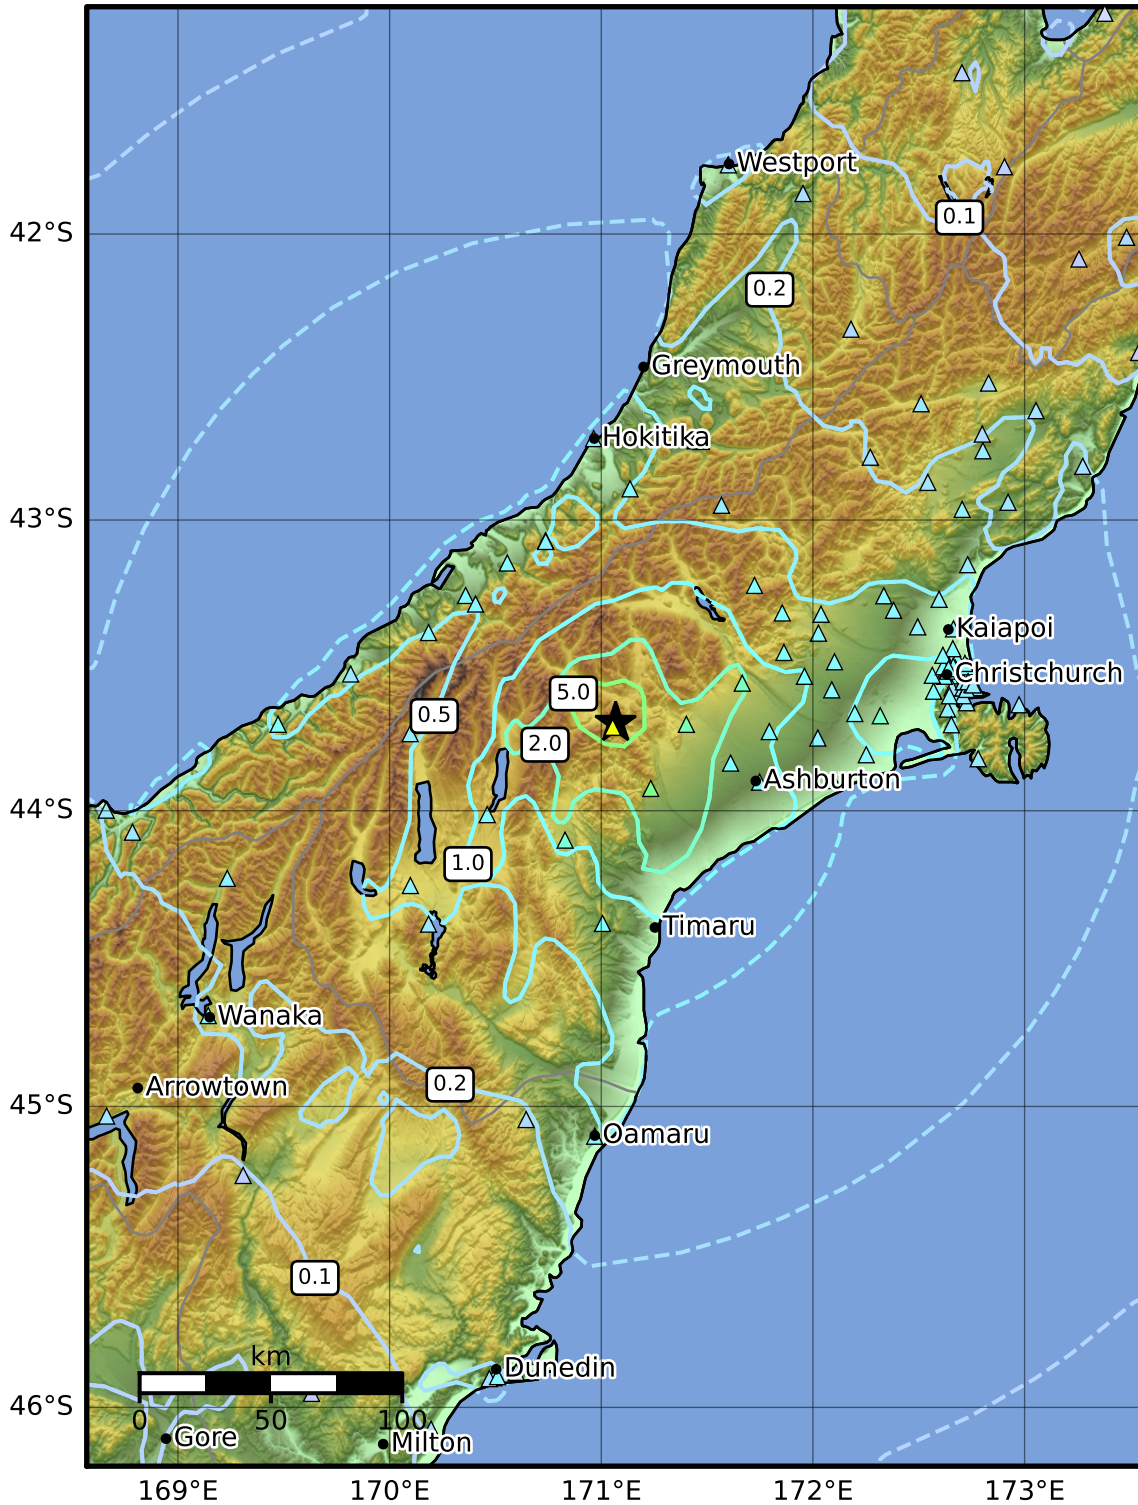 Westport
0.1
42°S
0.2
Greymouth
Hokitika
43°S
Kaiapoi
Christchurch
5.0
0.5
2.0
Ashburton
44°S
1.0
Timaru
Wanaka
0.2
Arrowtown
45°S
Oamaru
0.1
km
Dunedin
46°S
0 50 100
Gore
Milton
169°E 170°E 171°E 172°E 173°E